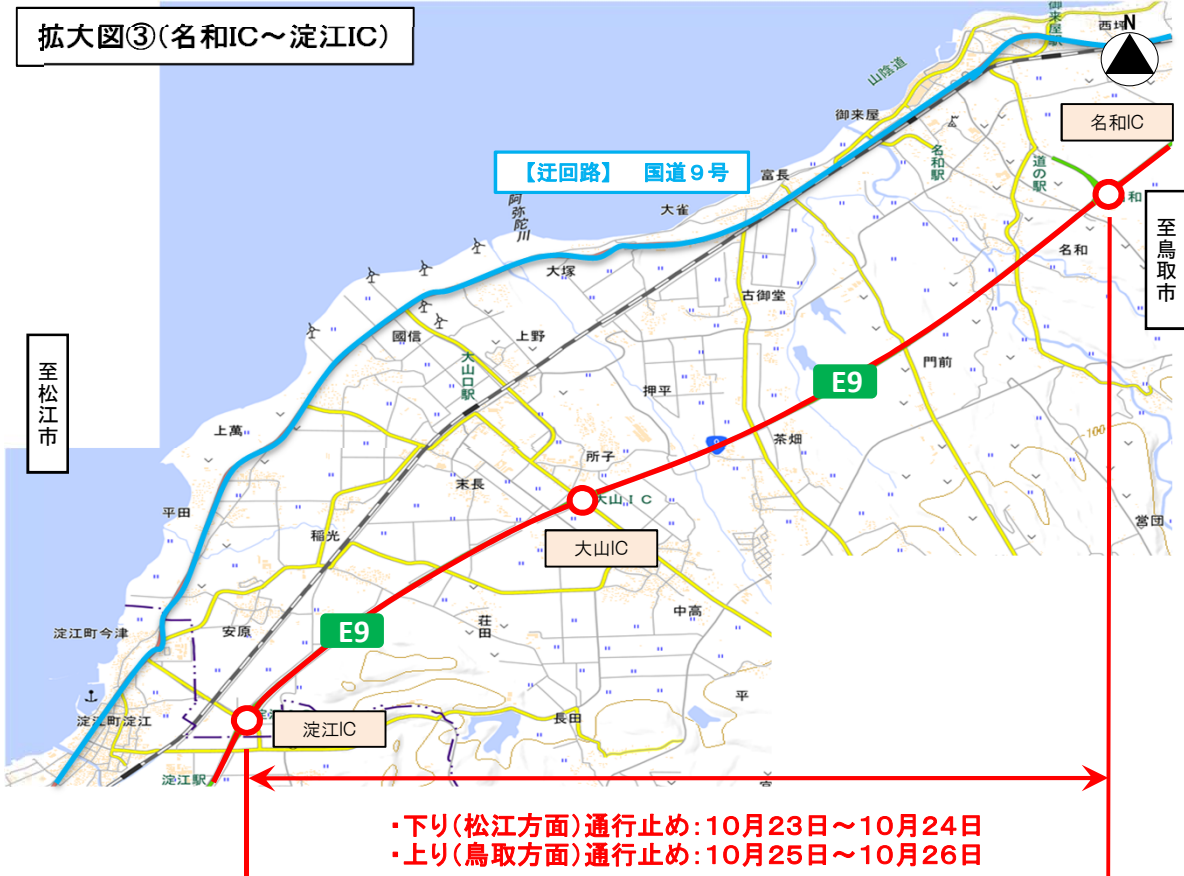 拡大図③(名和IC～淀江IC)
御来屋駅
西坪
N
山陰道
御来屋
名和IC
【迂回路】 国道９号
富長
名和駅
道の駅
和
至鳥取市
阿弥陀川
大雀
名和
大塚
古御堂
國信
上野
大山口駅
門前
至松江市
押平
E9
上萬
茶畑
9
100
所子
末長
大山ＩＣ
平田
営団
稲光
大山IC
中高
荘田
淀江町今津
安原
E9
平
淀江町淀江
淀江IC
長田
淀江駅
・下り(松江方面)通行止め:10月23日～10月24日
・上り(鳥取方面)通行止め:10月25日～10月26日